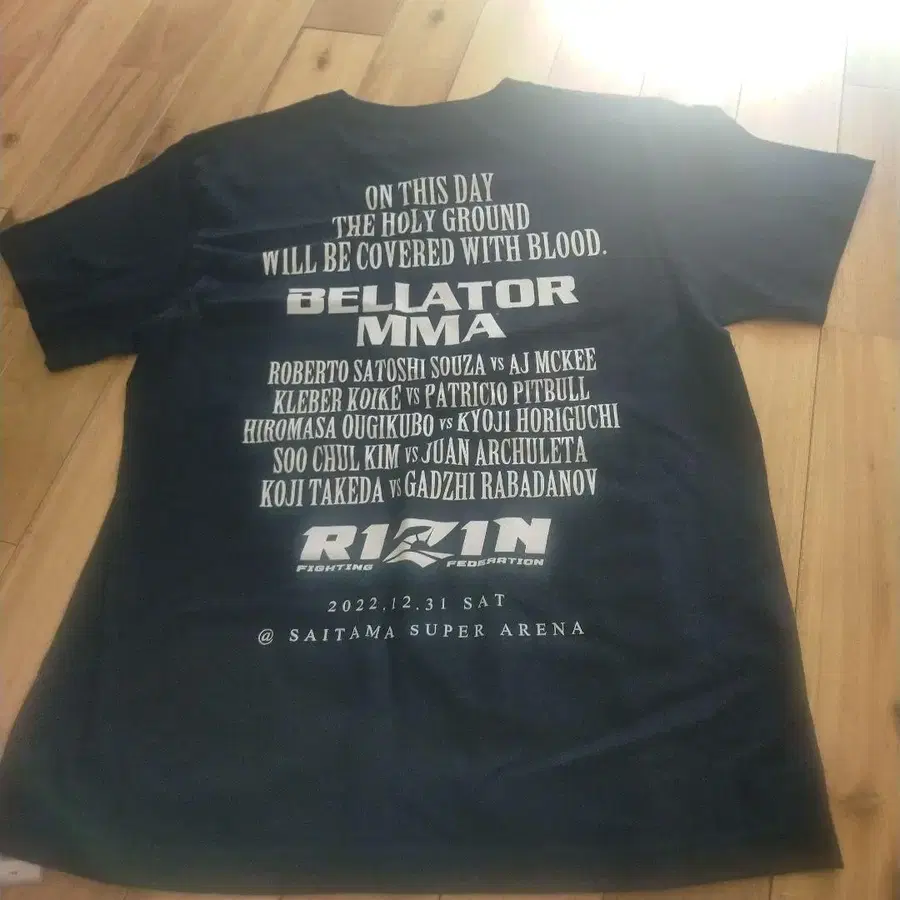 ON THIS DAY
THE HOLY GROUND
WILL BE COVERED WITH BLOOD.
BELLATOR
MMA
ROBERTO SATOSHI SOUZA VS AJ MCKEE
KLEBER KOIKE VS PATRICIO PITBULL
HIROMASA OUGIKUBO VS KYOJI HORIGUCHI
SOO CHUL KIM VS JUAN ARCHULETA
KOJI TAKEDA VS GADZHI RABADANOV
RIZIN
FIGHTING FEDERATION
2022.12.31 SAT
@ SAITAMA SUPER ARENA